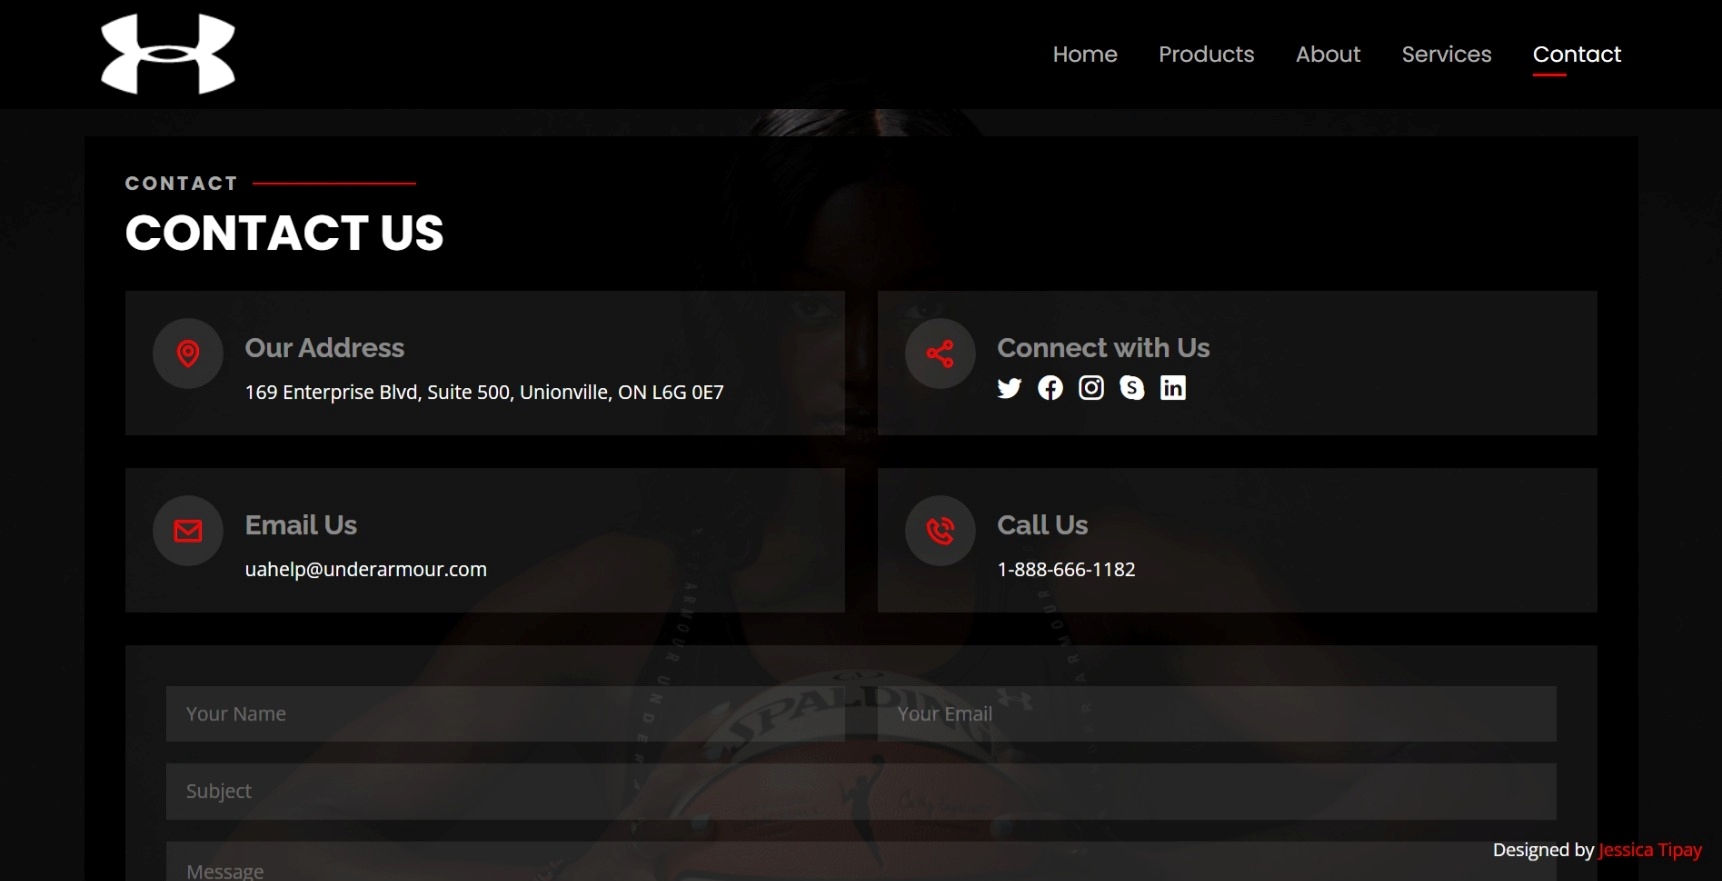 Home Products About Services Contact
CONTACT
CONTACT US
Our Address
169 Enterprise Blvd, Suite 500, Unionville, ON L6G 0E7
Connect with Us
Email Us
uahelp@underarmour.com
Call Us
1-888-666-1182
Your Name
Your Email
SPALDING
Subject
Message
Designed by Jessica Tipay